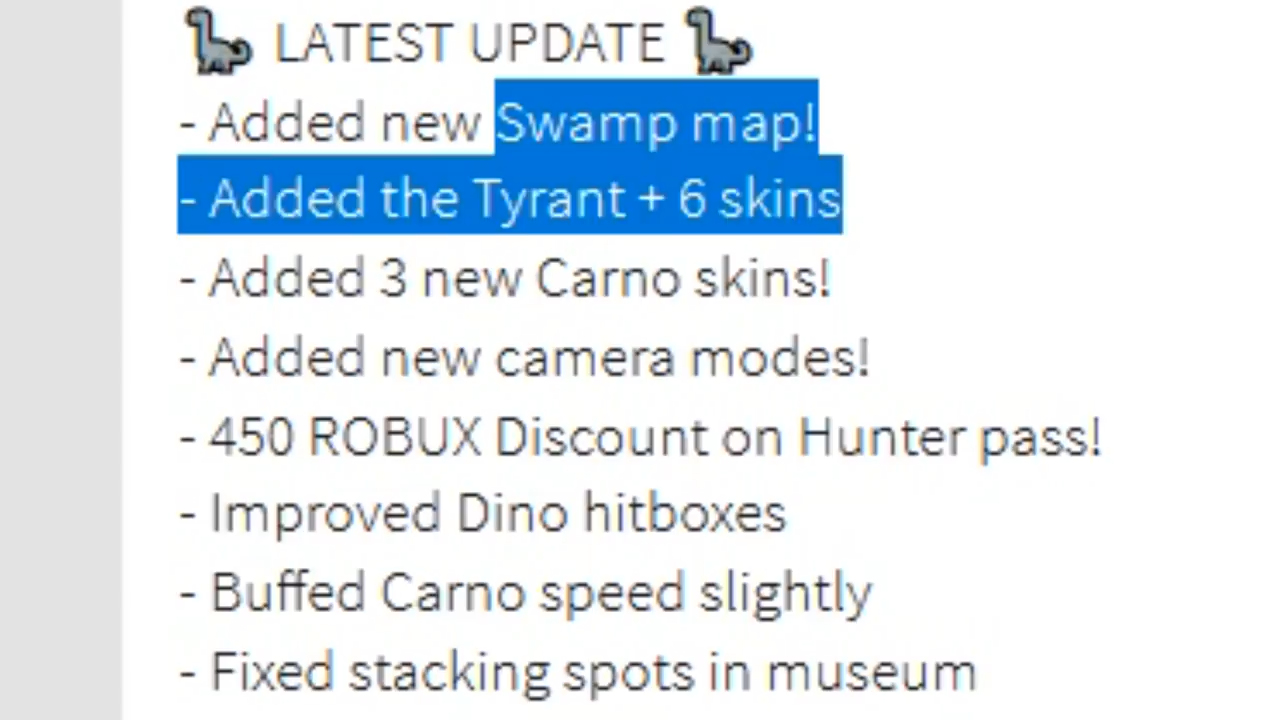 🦕 LATEST UPDATE 🦕
- Added new Swamp map!
- Added the Tyrant + 6 skins
- Added 3 new Carno skins!
- Added new camera modes!
- 450 ROBUX Discount on Hunter pass!
- Improved Dino hitboxes
- Buffed Carno speed slightly
- Fixed stacking spots in museum